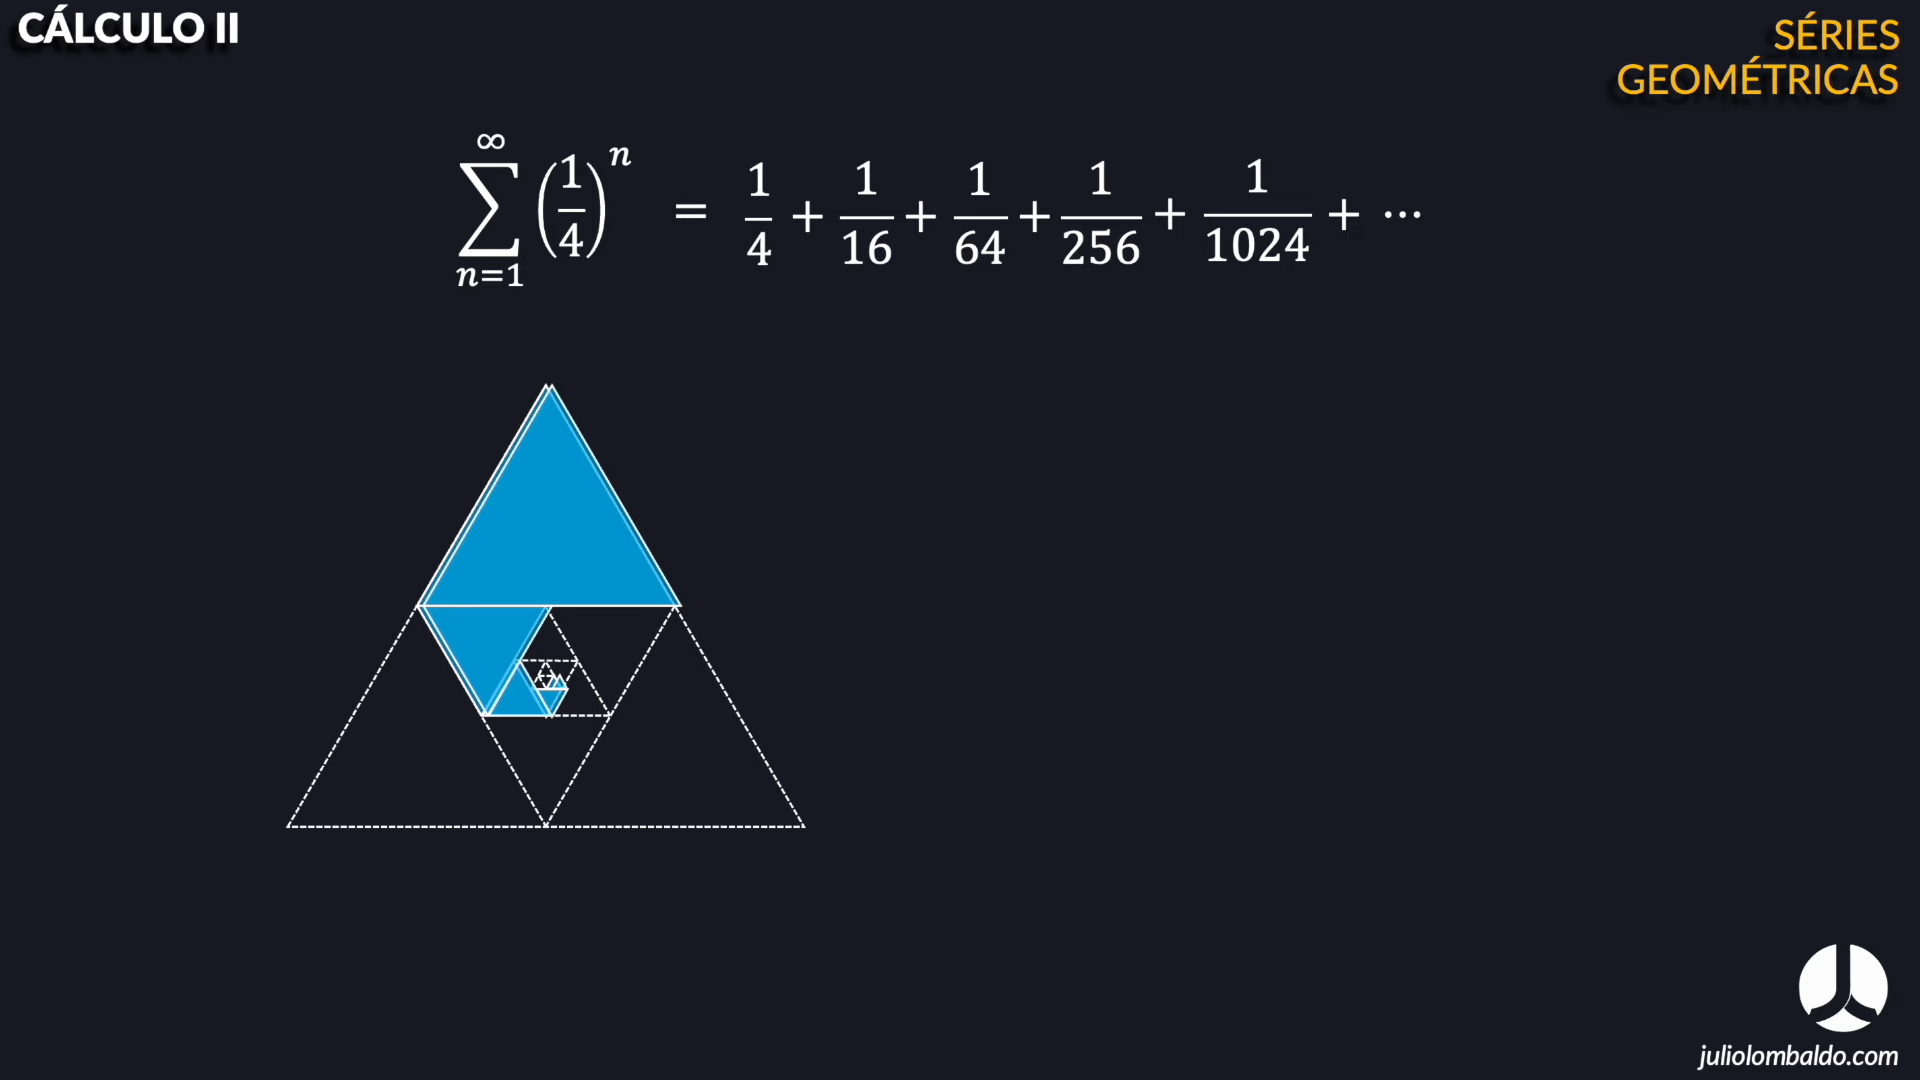 CÁLCULO II
SÉRIES
GEOMÉTRICAS
∑_{n=1}^{∞} (1/4)^n = 1/4 + 1/16 + 1/64 + 1/256 + 1/1024 + ⋯
juliolombaldo.com